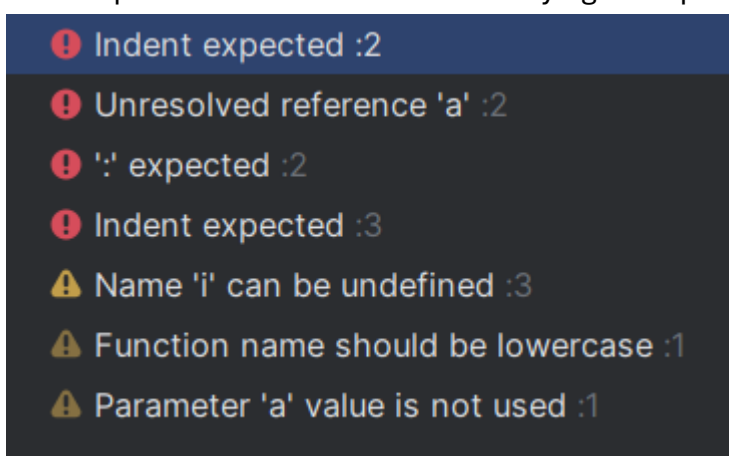 Indent expected :2
Unresolved reference 'a' :2
':' expected :2
Indent expected :3
Name 'i' can be undefined :3
Function name should be lowercase :1
Parameter 'a' value is not used :1